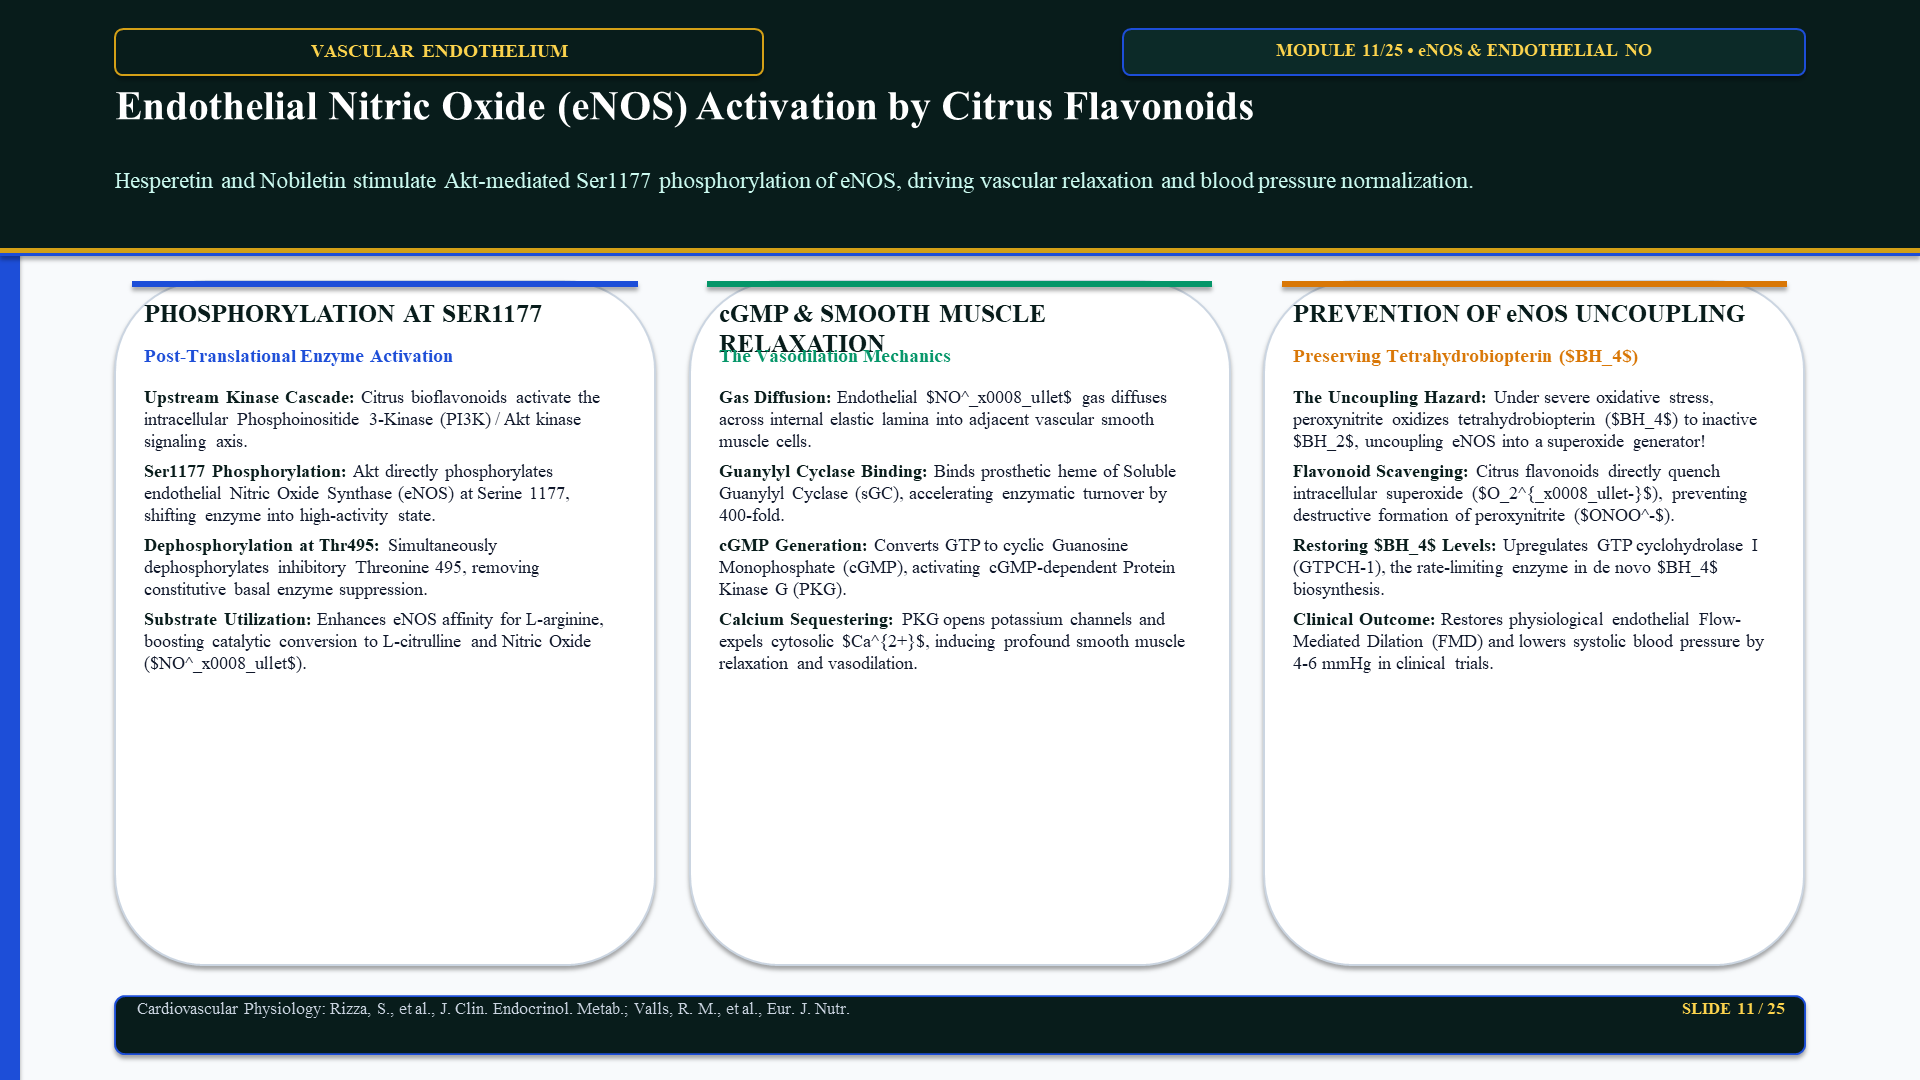 VASCULAR ENDOTHELIUM
MODULE 11/25 • eNOS & ENDOTHELIAL NO
Endothelial Nitric Oxide (eNOS) Activation by Citrus Flavonoids
Hesperetin and Nobiletin stimulate Akt-mediated Ser1177 phosphorylation of eNOS, driving vascular relaxation and blood pressure normalization.
PHOSPHORYLATION AT SER1177
Post-Translational Enzyme Activation
Upstream Kinase Cascade: Citrus bioflavonoids activate the
intracellular Phosphoinositide 3-Kinase (PI3K) / Akt kinase
signaling axis.
Ser1177 Phosphorylation: Akt directly phosphorylates
endothelial Nitric Oxide Synthase (eNOS) at Serine 1177,
shifting enzyme into high-activity state.
Dephosphorylation at Thr495: Simultaneously
dephosphorylates inhibitory Threonine 495, removing
constitutive basal enzyme suppression.
Substrate Utilization: Enhances eNOS affinity for L-arginine,
boosting catalytic conversion to L-citrulline and Nitric Oxide
($NO^_x0008_ullet$).
cGMP & SMOOTH MUSCLE
RELAXATION
The Vasodilation Mechanics
Gas Diffusion: Endothelial $NO^_x0008_ullet$ gas diffuses
across internal elastic lamina into adjacent vascular smooth
muscle cells.
Guanylyl Cyclase Binding: Binds prosthetic heme of Soluble
Guanylyl Cyclase (sGC), accelerating enzymatic turnover by
400-fold.
cGMP Generation: Converts GTP to cyclic Guanosine
Monophosphate (cGMP), activating cGMP-dependent Protein
Kinase G (PKG).
Calcium Sequestering: PKG opens potassium channels and
expels cytosolic $Ca^{2+}$, inducing profound smooth muscle
relaxation and vasodilation.
PREVENTION OF eNOS UNCOUPLING
Preserving Tetrahydrobiopterin ($BH_4$)
The Uncoupling Hazard: Under severe oxidative stress,
peroxynitrite oxidizes tetrahydrobiopterin ($BH_4$) to inactive
$BH_2$, uncoupling eNOS into a superoxide generator!
Flavonoid Scavenging: Citrus flavonoids directly quench
intracellular superoxide ($O_2^{_x0008_ullet-}$), preventing
destructive formation of peroxynitrite ($ONOO^-$).
Restoring $BH_4$ Levels: Upregulates GTP cyclohydrolase I
(GTPCH-1), the rate-limiting enzyme in de novo $BH_4$
biosynthesis.
Clinical Outcome: Restores physiological endothelial Flow-
Mediated Dilation (FMD) and lowers systolic blood pressure by
4-6 mmHg in clinical trials.
Cardiovascular Physiology: Rizza, S., et al., J. Clin. Endocrinol. Metab.; Valls, R. M., et al., Eur. J. Nutr.
SLIDE 11 / 25